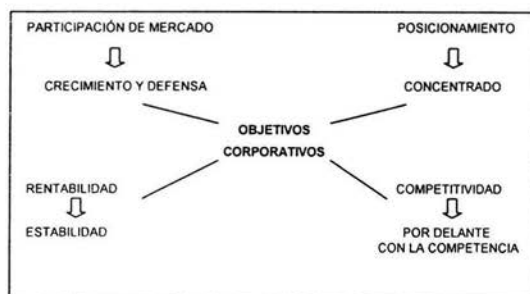 PARTICIPACIÓN DE MERCADO
POSICIONAMIENTO
CRECIMIENTO Y DEFENSA
CONCENTRADO
OBJETIVOS
CORPORATIVOS
RENTABILIDAD
COMPETITIVIDAD
ESTABILIDAD
POR DELANTE
CON LA COMPETENCIA